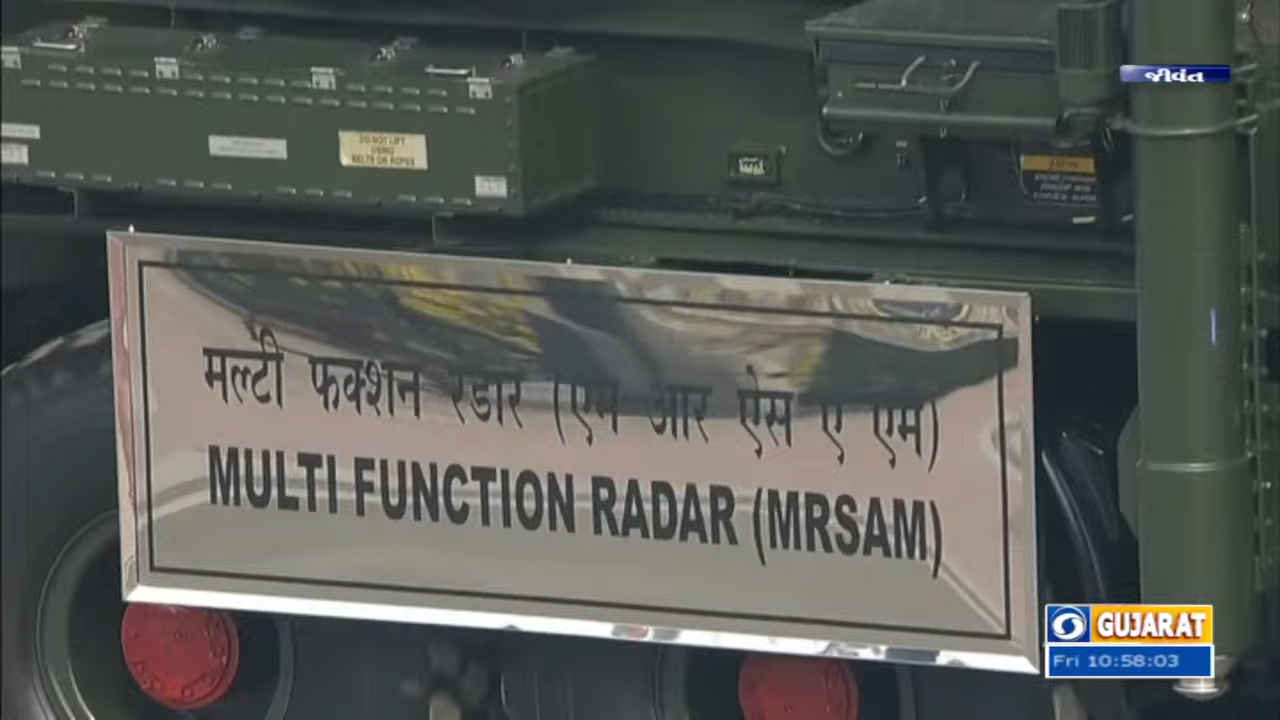 જીવંત
DO NOT LIFT
USING
BELTS OR ROPES
मल्टी फंक्शन रडार (एम आर ऐस ए एम)
MULTI FUNCTION RADAR (MRSAM)
GUJARAT
Fri 10:58:03